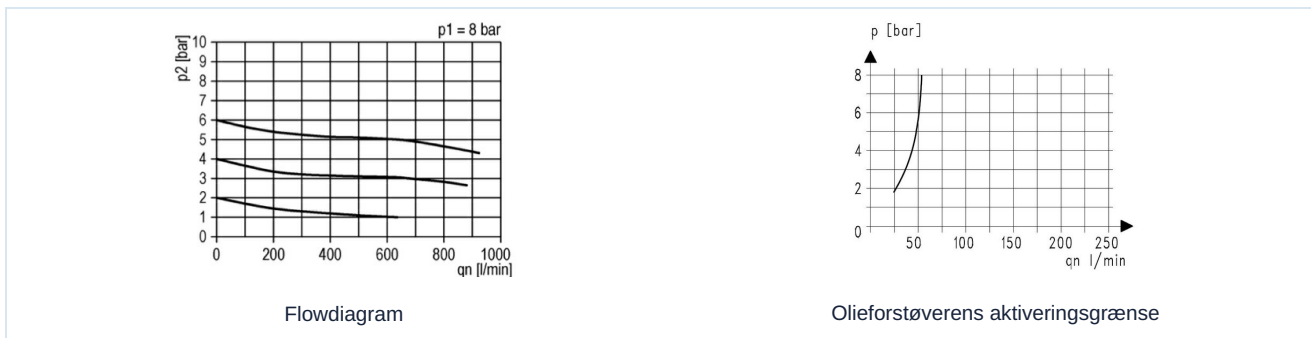 p1 = 8 bar
p2 [bar]
10
9
8
7
6
5
4
3
2
1
0
0 200 400 600 800 1000
qn [l/min]
Flowdiagram
p [bar]
8
6
4
2
0
50 100 150 200 250
qn l/min
Olieforstøverens aktiveringsgrænse